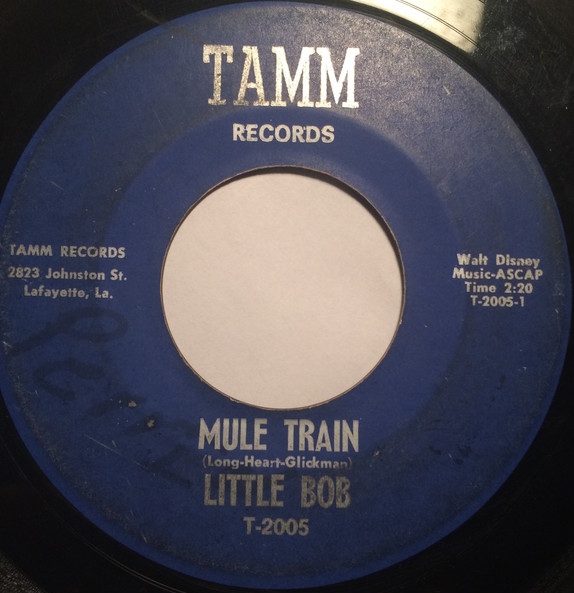 TAMM
RECORDS
TAMM RECORDS
2823 Johnston St.
Lafayette, La.
Walt Disney
Music-ASCAP
Time 2:20
T-2005-1
MULE TRAIN
(Long-Heart-Glickman)
LITTLE BOB
T-2005